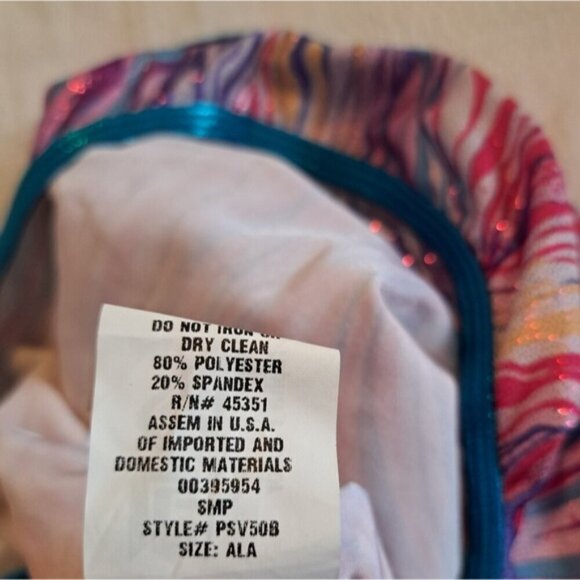 DO NOT IRON OR
DRY CLEAN
80% POLYESTER
20% SPANDEX
R/N# 45351
ASSEM IN U.S.A.
OF IMPORTED AND
DOMESTIC MATERIALS
00395954
SMP
STYLE# PSV50B
SIZE: ALA